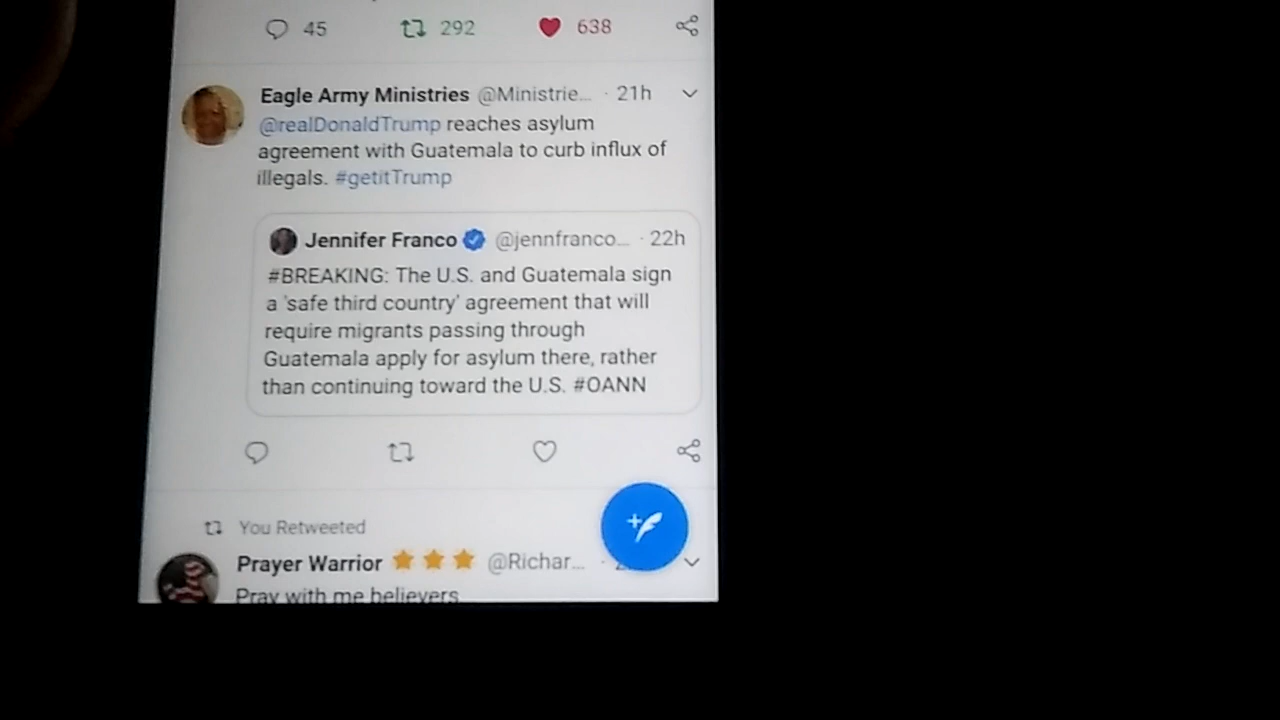 45 292 638
Eagle Army Ministries @Ministrie... · 21h
@realDonaldTrump reaches asylum
agreement with Guatemala to curb influx of
illegals. #getitTrump
Jennifer Franco @jennfranco... · 22h
#BREAKING: The U.S. and Guatemala sign
a 'safe third country' agreement that will
require migrants passing through
Guatemala apply for asylum there, rather
than continuing toward the U.S. #OANN
You Retweeted
Prayer Warrior @Richar... ·
Pray with me believers